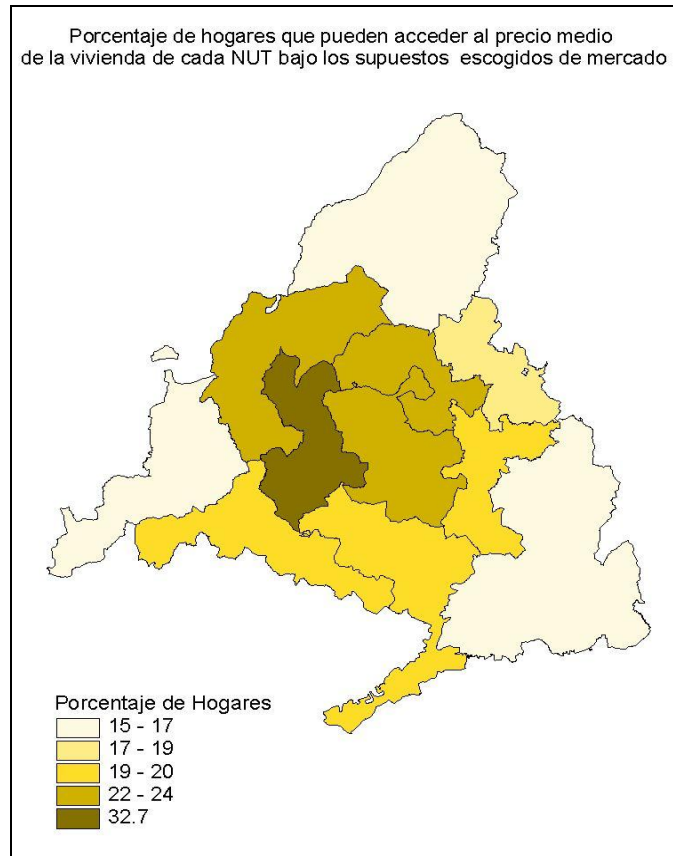 Porcentaje de hogares que pueden acceder al precio medio
de la vivienda de cada NUT bajo los supuestos escogidos de mercado
Porcentaje de Hogares
15 - 17
17 - 19
19 - 20
22 - 24
32.7